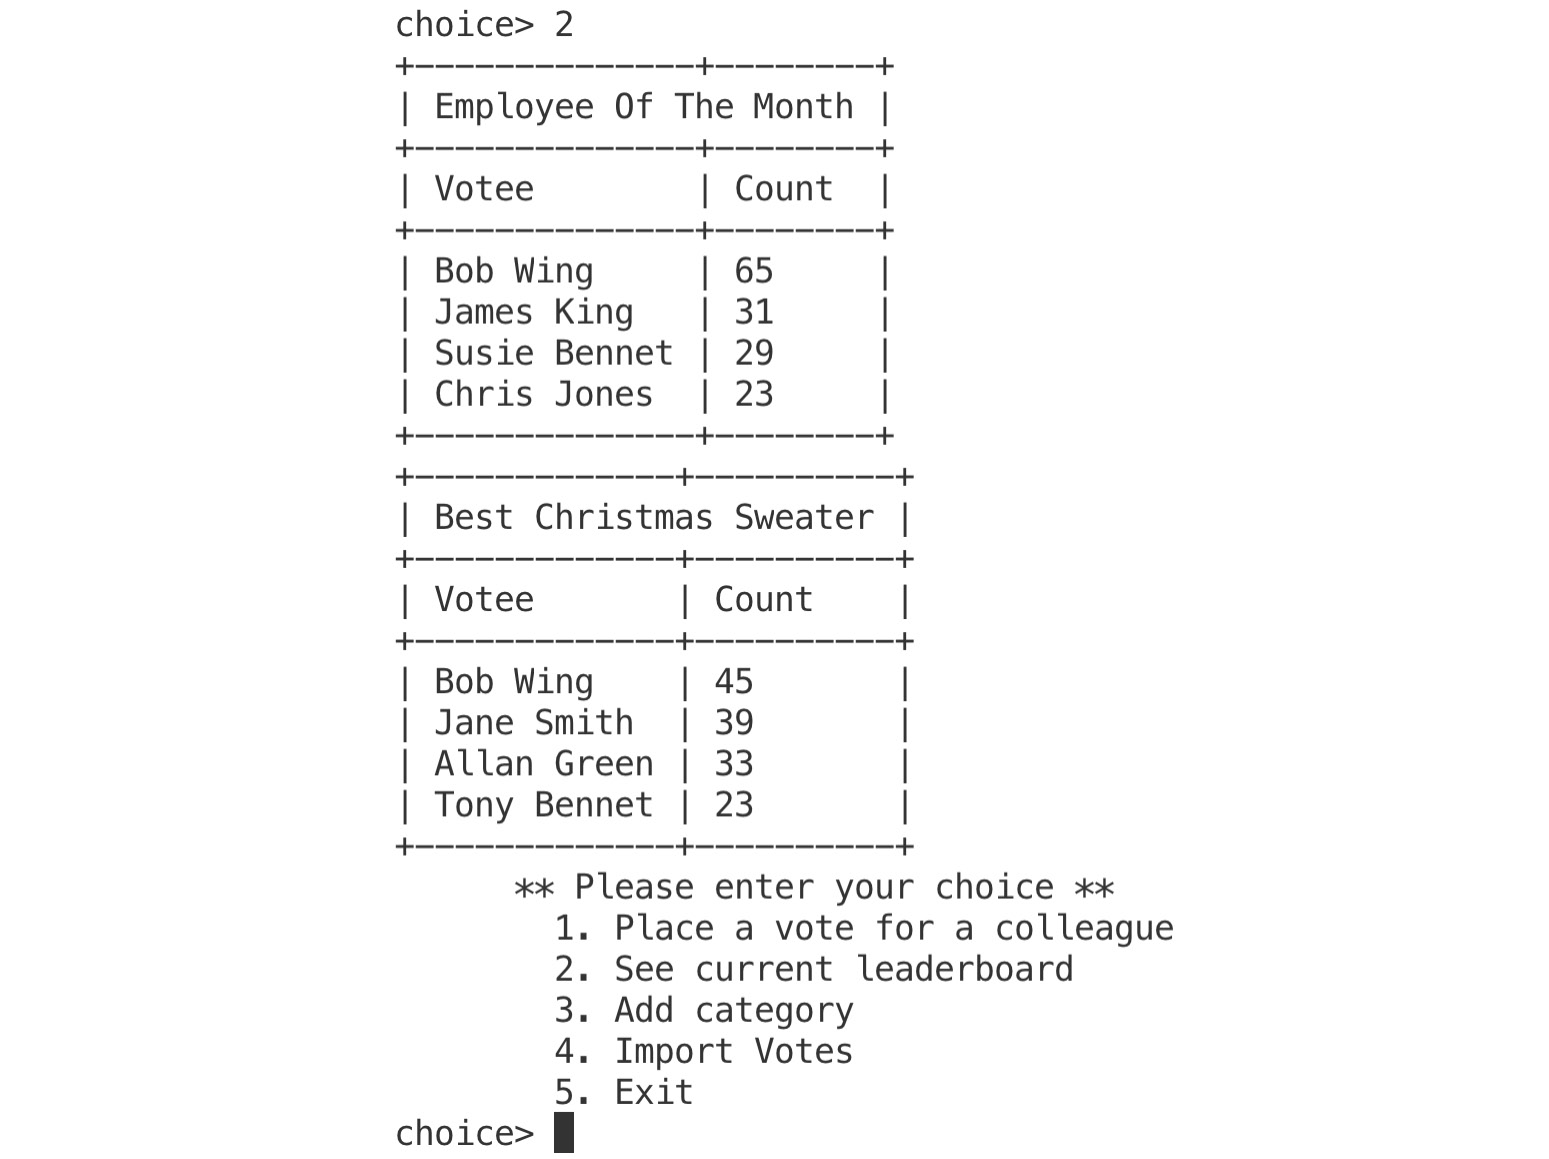 choice> 2
+--------------+--------+
| Employee Of The Month |
+--------------+--------+
| Votee        | Count  |
+--------------+--------+
| Bob Wing     | 65     |
| James King   | 31     |
| Susie Bennet | 29     |
| Chris Jones  | 23     |
+--------------+--------+
+-------------+----------+
| Best Christmas Sweater |
+-------------+----------+
| Votee       | Count    |
+-------------+----------+
| Bob Wing    | 45       |
| Jane Smith  | 39       |
| Allan Green | 33       |
| Tony Bennet | 23       |
+-------------+----------+
      ** Please enter your choice **
        1. Place a vote for a colleague
        2. See current leaderboard
        3. Add category
        4. Import Votes
        5. Exit
choice>